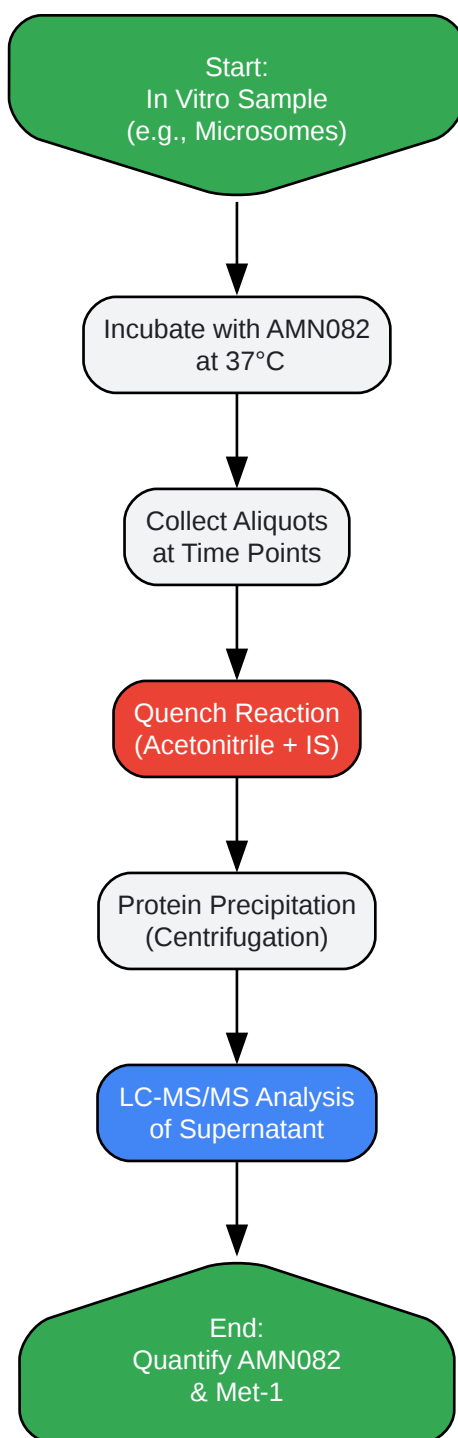 Start:
In Vitro Sample
(e.g., Microsomes)
Incubate with AMN082
at 37°C
Collect Aliquots
at Time Points
Quench Reaction
(Acetonitrile + IS)
Protein Precipitation
(Centrifugation)
LC-MS/MS Analysis
of Supernatant
End:
Quantify AMN082
& Met-1